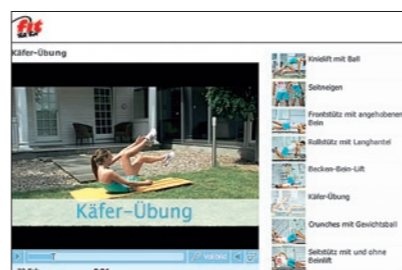 fit
Käfer-Übung
Käfer-Übung
Knielift mit Ball
Seitneigen
Frontstütz mit angehobenen
Bein
Rollstütz mit Langhantel
Becken-Bein-Lift
Käfer-Übung
Crunches mit Gewichtsball
Seitstütz mit und ohne
Beinlift